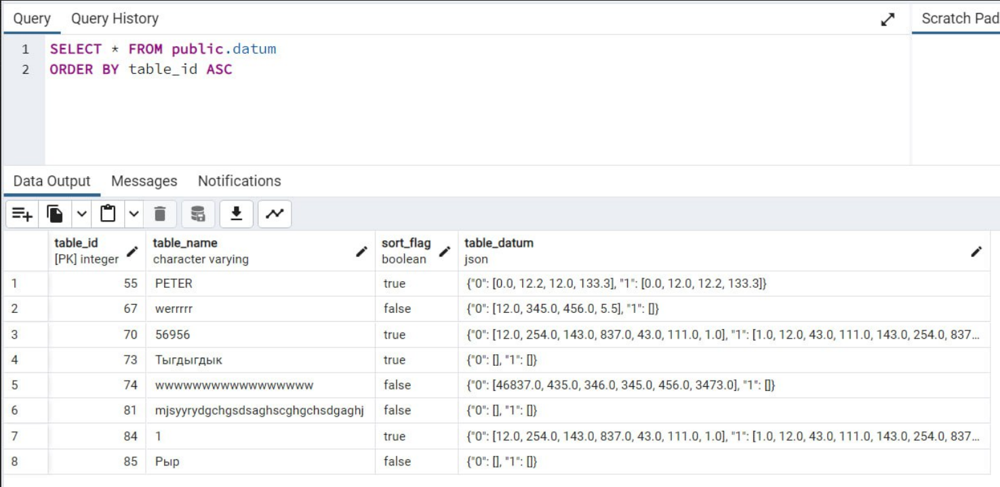 Query Query History Scratch Pad
1 SELECT * FROM public.datum
2 ORDER BY table_id ASC
Data Output Messages Notifications
table_id table_name sort_flag table_datum
[PK] integer character varying boolean json
1 55 PETER true {"0": [0.0, 12.2, 12.0, 133.3], "1": [0.0, 12.0, 12.2, 133.3]}
2 67 werrrrr false {"0": [12.0, 345.0, 456.0, 5.5], "1": []}
3 70 56956 true {"0": [12.0, 254.0, 143.0, 837.0, 43.0, 111.0, 1.0], "1": [1.0, 12.0, 43.0, 111.0, 143.0, 254.0, 837...
4 73 Тыгдыгдык true {"0": [], "1": []}
5 74 wwwwwwwwwwwwwwwww false {"0": [46837.0, 435.0, 346.0, 345.0, 456.0, 3473.0], "1": []}
6 81 mjsyyrydgchgsdsaghscghgchsdgaghj false {"0": [], "1": []}
7 84 1 true {"0": [12.0, 254.0, 143.0, 837.0, 43.0, 111.0, 1.0], "1": [1.0, 12.0, 43.0, 111.0, 143.0, 254.0, 837...
8 85 Рыр false {"0": [], "1": []}